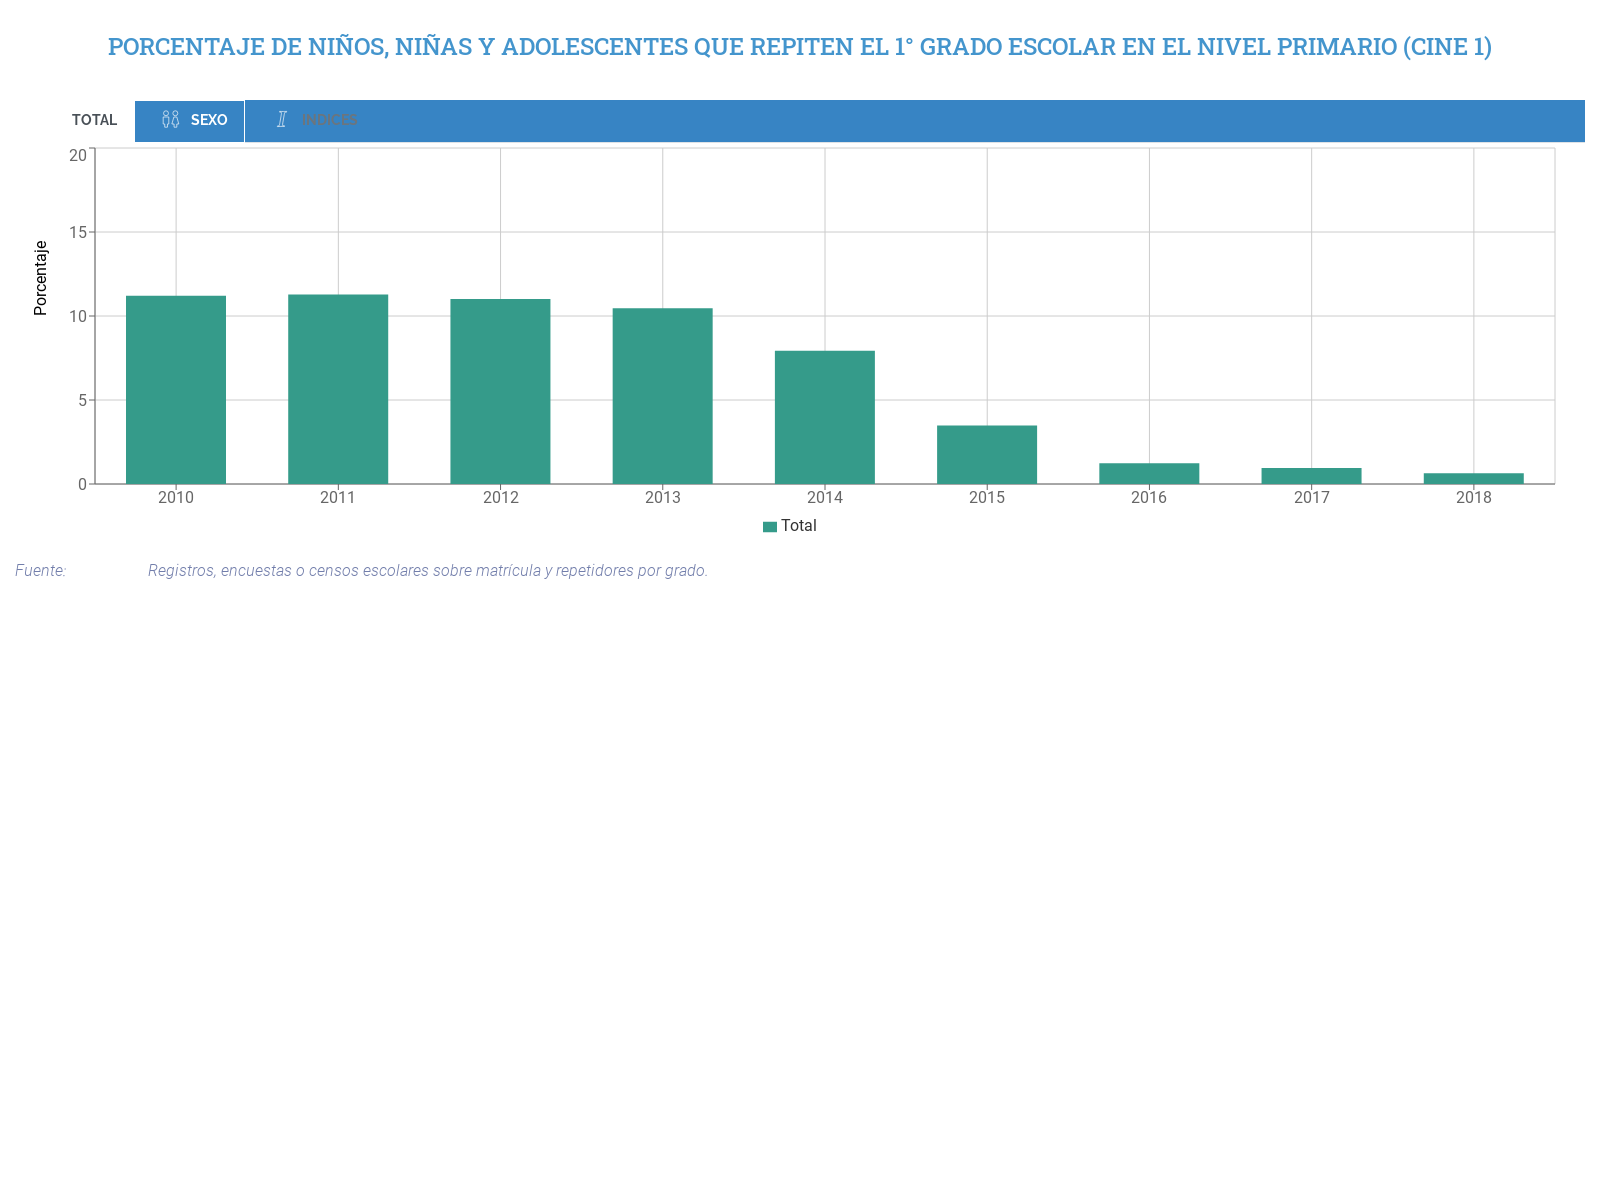 PORCENTAJE DE NIÑOS, NIÑAS Y ADOLESCENTES QUE REPITEN EL 1° GRADO ESCOLAR EN EL NIVEL PRIMARIO (CINE 1)
TOTAL SEXO INDICES
20
15
10
5
0
Porcentaje
2010 2011 2012 2013 2014 2015 2016 2017 2018
Total
Fuente: Registros, encuestas o censos escolares sobre matrícula y repetidores por grado.